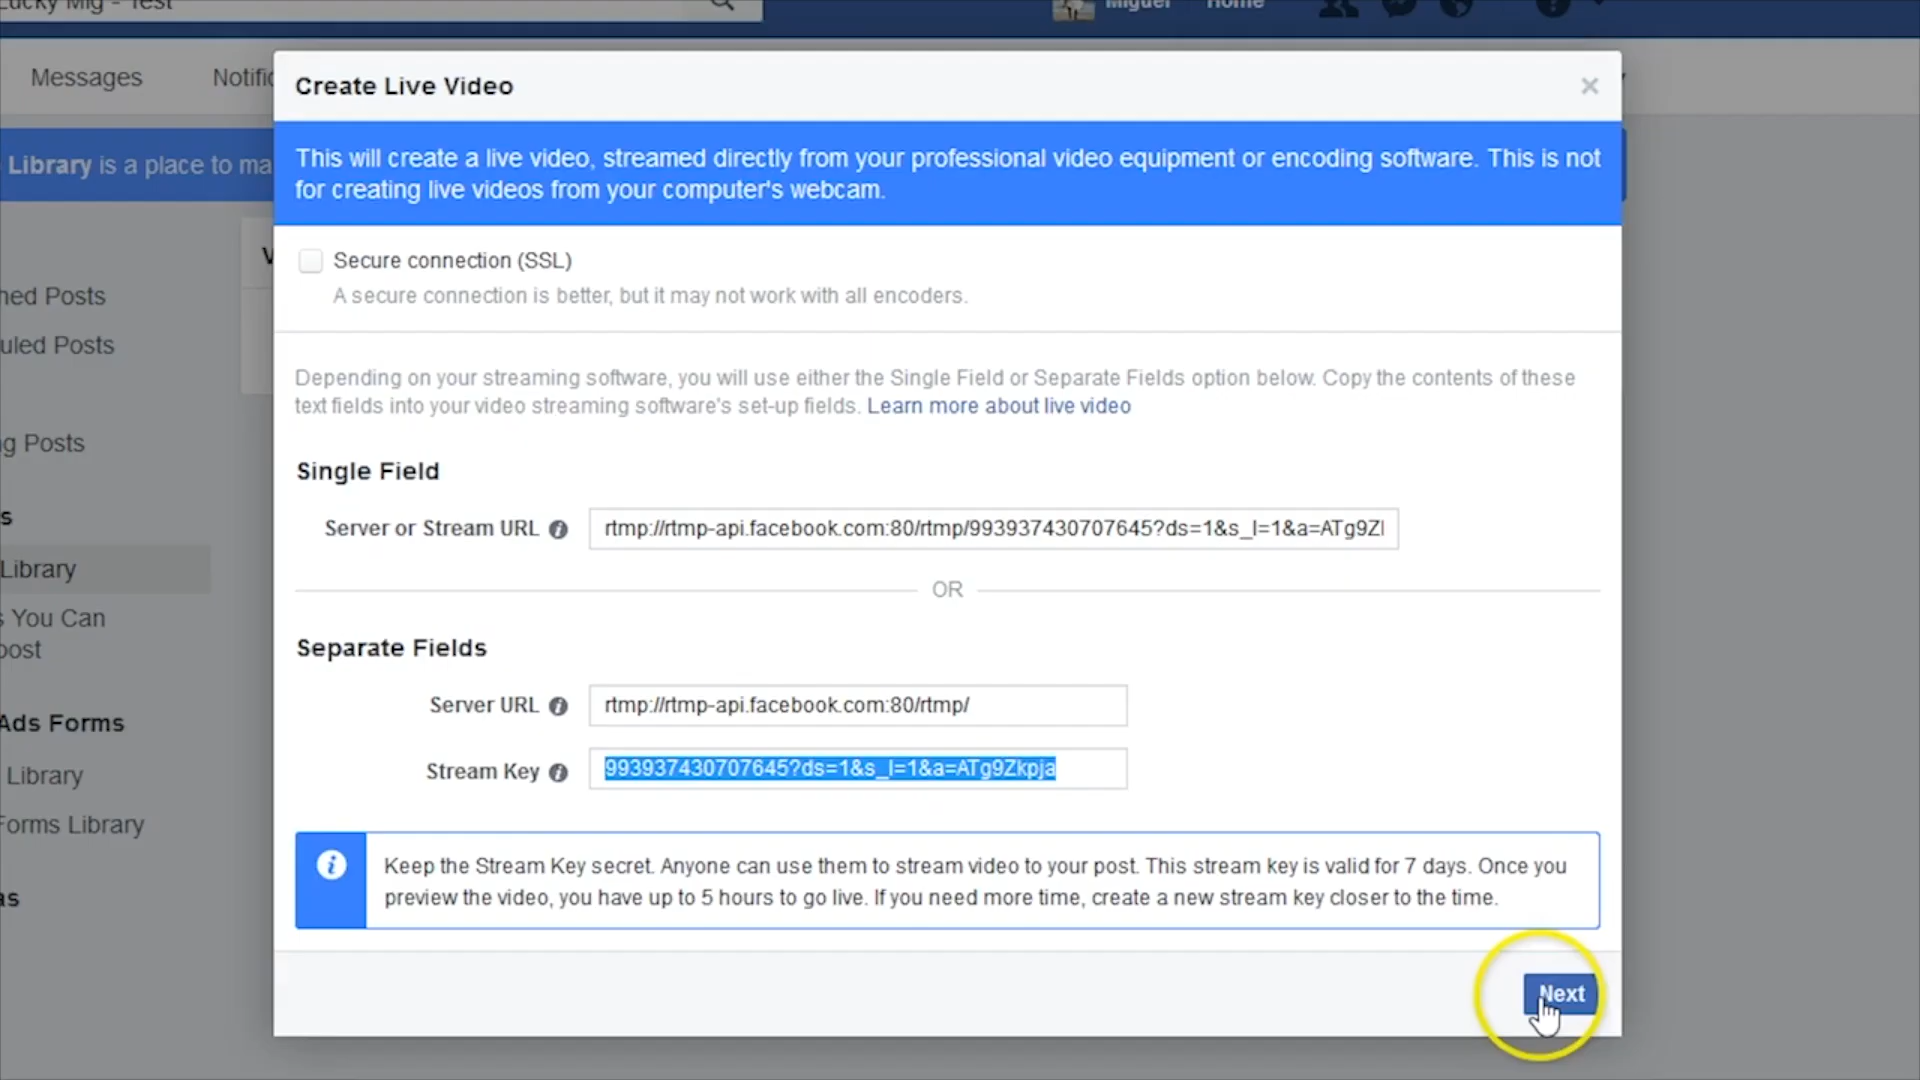 Lucky Mig - Test
Miguel
Home
Messages
Notific
Create Live Video
Library is a place to ma
This will create a live video, streamed directly from your professional video equipment or encoding software. This is not
for creating live videos from your computer's webcam.
Secure connection (SSL)
A secure connection is better, but it may not work with all encoders.
hed Posts
uled Posts
g Posts
s
Library
s You Can
post
Ads Forms
Library
Forms Library
as
Depending on your streaming software, you will use either the Single Field or Separate Fields option below. Copy the contents of these
text fields into your video streaming software's set-up fields. Learn more about live video
Single Field
Server or Stream URL
rtmp://rtmp-api.facebook.com:80/rtmp/993937430707645?ds=1&s_l=1&a=ATg9Zl
OR
Separate Fields
Server URL
rtmp://rtmp-api.facebook.com:80/rtmp/
Stream Key
993937430707645?ds=1&s_l=1&a=ATg9Zkpja
Keep the Stream Key secret. Anyone can use them to stream video to your post. This stream key is valid for 7 days. Once you
preview the video, you have up to 5 hours to go live. If you need more time, create a new stream key closer to the time.
Next